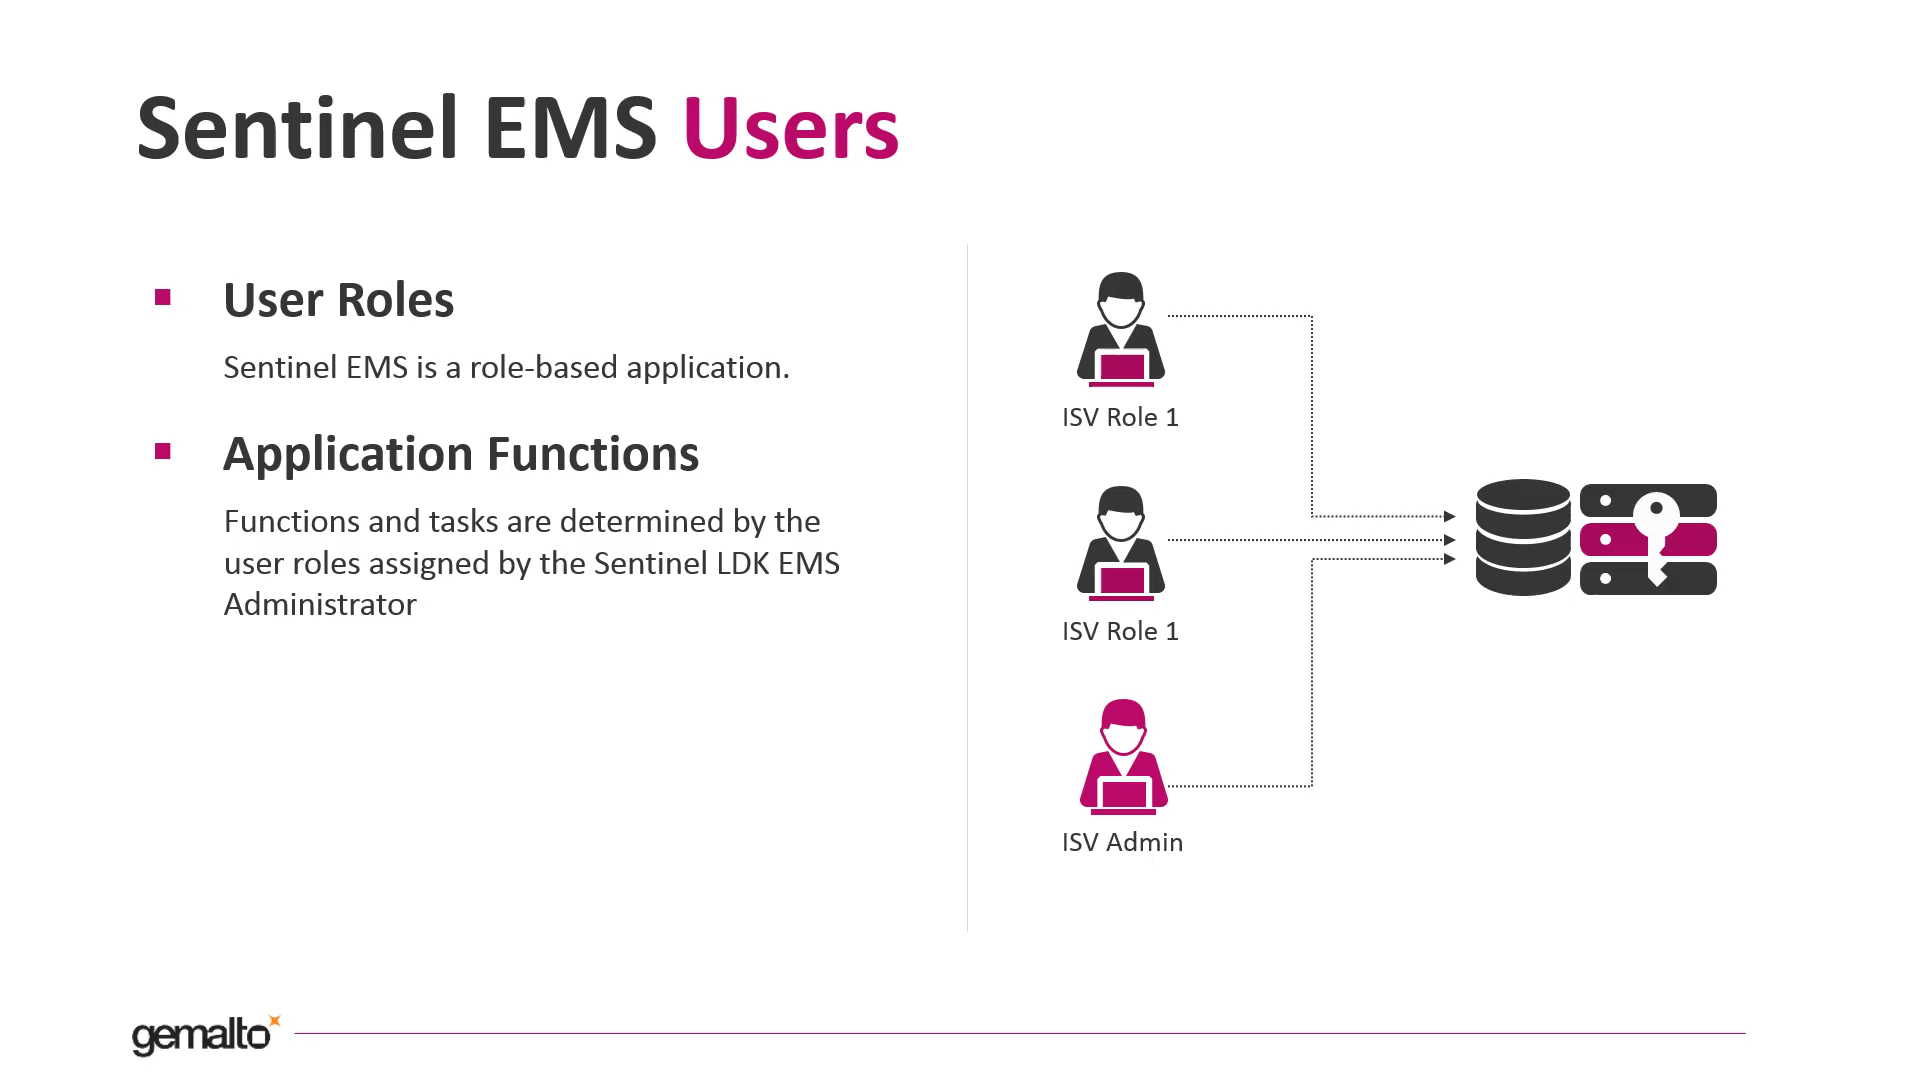 Sentinel EMS Users
User Roles
Sentinel EMS is a role-based application.
Application Functions
Functions and tasks are determined by the
user roles assigned by the Sentinel LDK EMS
Administrator
ISV Role 1
ISV Role 1
ISV Admin
gemalto